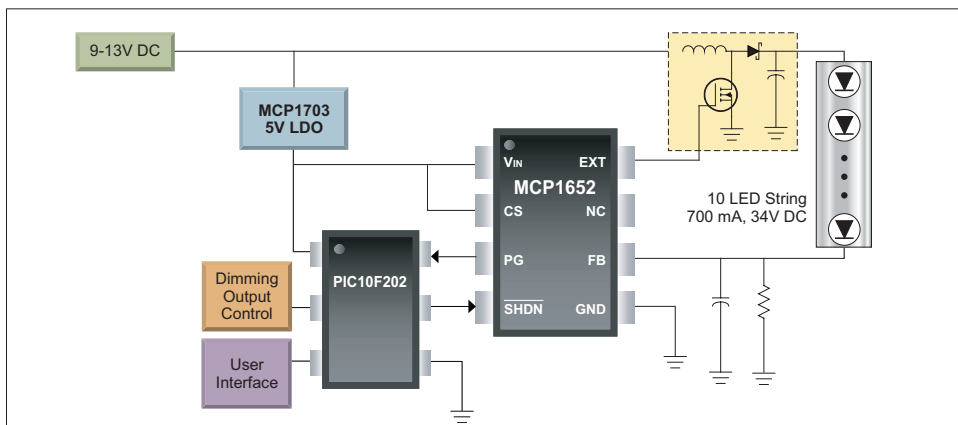 9-13V DC
MCP1703
5V LDO
VIN
EXT
MCP1652
CS
NC
10 LED String
700 mA, 34V DC
PG
FB
PIC10F202
SHDN
GND
Dimming
Output
Control
User
Interface